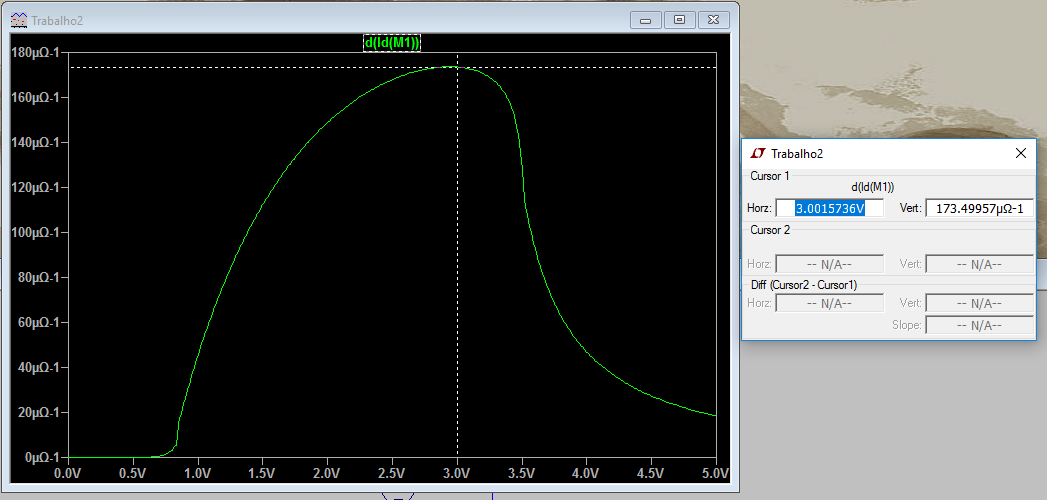 Trabalho2
d(Id(M1))
180µΩ-1
160µΩ-1
140µΩ-1
120µΩ-1
100µΩ-1
80µΩ-1
60µΩ-1
40µΩ-1
20µΩ-1
0µΩ-1
0.0V 0.5V 1.0V 1.5V 2.0V 2.5V 3.0V 3.5V 4.0V 4.5V 5.0V
Trabalho2
Cursor 1
d(Id(M1))
Horz: 3.0015736V Vert: 173.49957µΩ-1
Cursor 2
Horz: -- N/A-- Vert: -- N/A--
Diff (Cursor2 - Cursor1)
Horz: -- N/A-- Vert: -- N/A--
Slope: -- N/A--